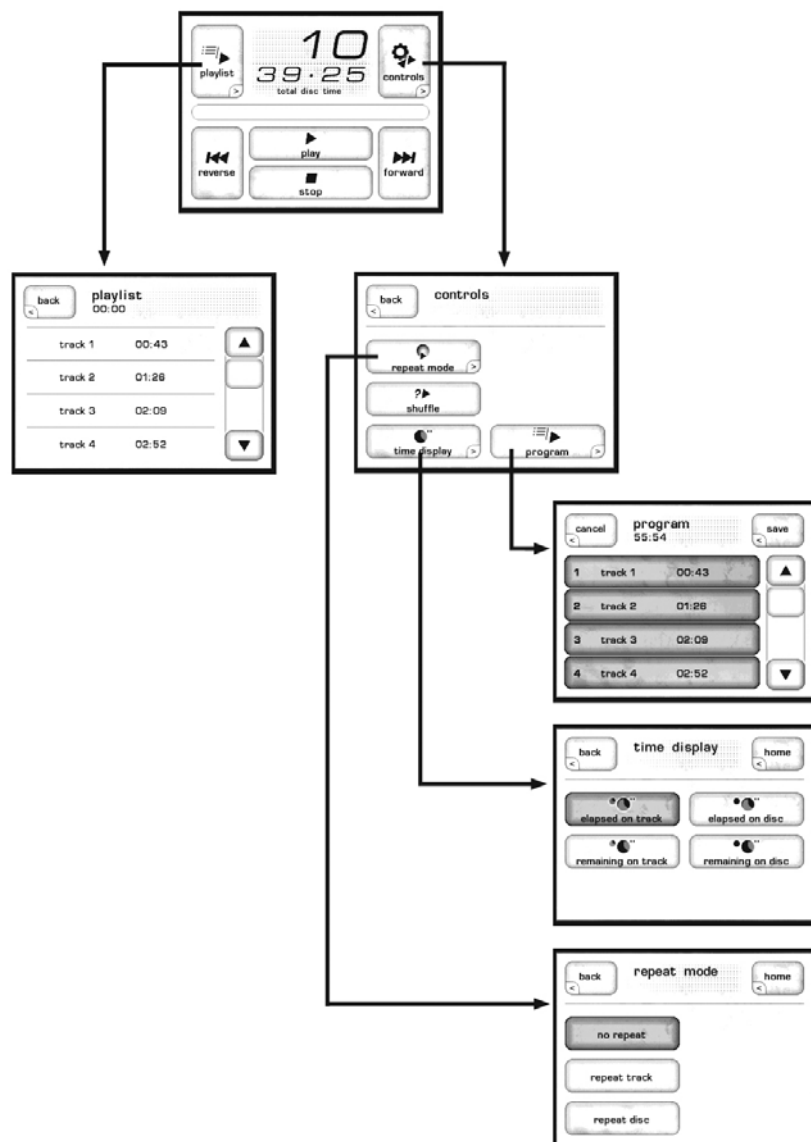 10
playlist
39·25
controls
total disc time
>
>
play
reverse
forward
stop
back
playlist
<
00:00
track 1 00:43
track 2 01:26
track 3 02:09
track 4 02:52
back
controls
<
repeat mode >
?
shuffle
time display >
program >
cancel
program
save
<
55:54
<
1 track 1 00:43
2 track 2 01:26
3 track 3 02:09
4 track 4 02:52
back
time display
home
<
<
elapsed on track
elapsed on disc
remaining on track
remaining on disc
back
repeat mode
home
<
<
no repeat
repeat track
repeat disc